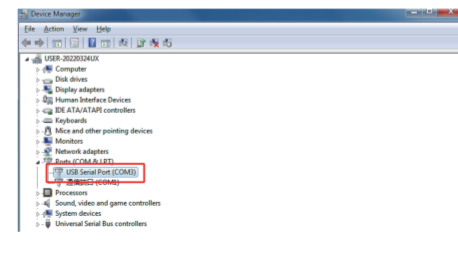 Device Manager
File Action View Help
USER-20220324UX
Computer
Disk drives
Display adapters
Human Interface Devices
IDE ATA/ATAPI controllers
Keyboards
Mice and other pointing devices
Monitors
Network adapters
Ports (COM & LPT)
USB Serial Port (COM3)
(COM1)
Processors
Sound, video and game controllers
System devices
Universal Serial Bus controllers